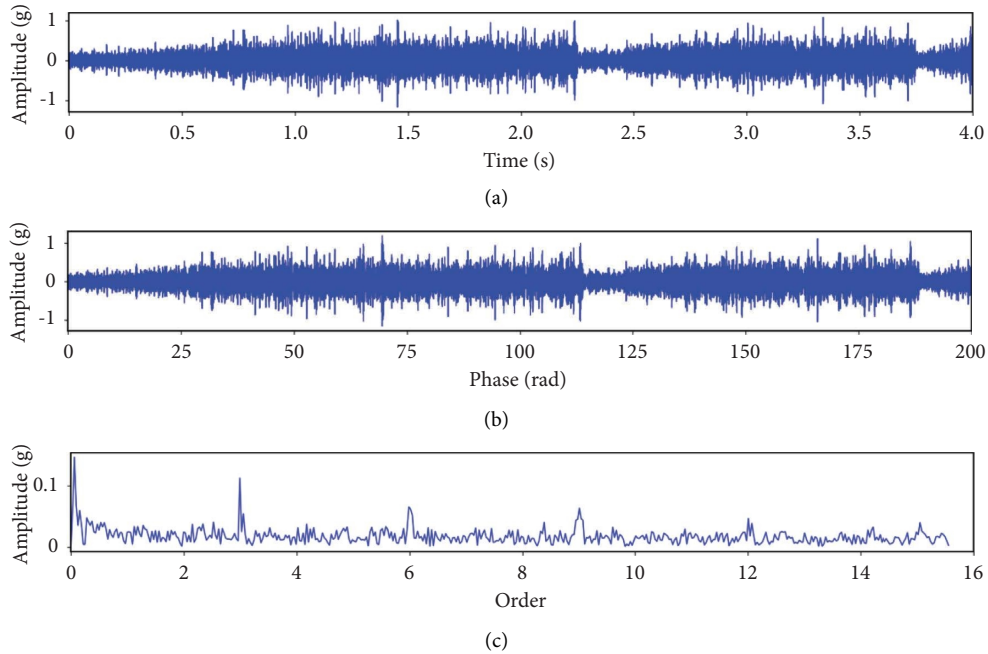 Amplitude (g)
1
0
-1
0 0.5 1.0 1.5 2.0 2.5 3.0 3.5 4.0
Time (s)
(a)
Amplitude (g)
1
0
-1
0 25 50 75 100 125 150 175 200
Phase (rad)
(b)
Amplitude (g)
0.1
0
0 2 4 6 8 10 12 14 16
Order
(c)